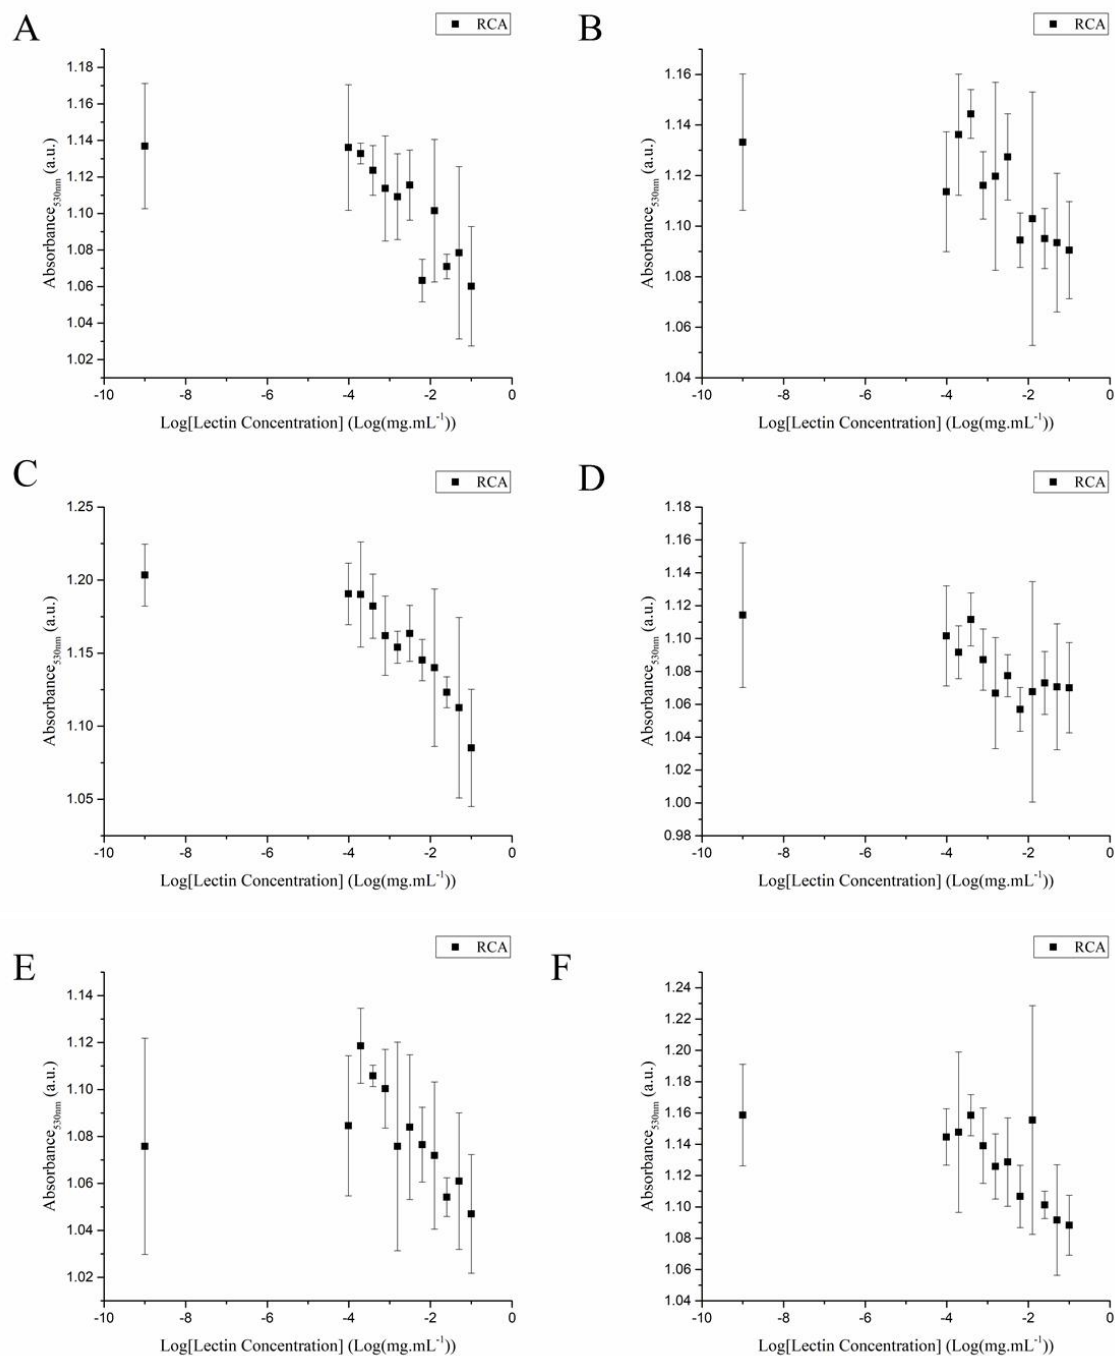 A
RCA
1.18
1.16
1.14
1.12
1.10
1.08
1.06
1.04
1.02
Absorbance530nm (a.u.)
-10 -8 -6 -4 -2 0
Log[Lectin Concentration] (Log(mg.mL-1))
B
RCA
1.16
1.14
1.12
1.10
1.08
1.06
1.04
Absorbance530nm (a.u.)
-10 -8 -6 -4 -2 0
Log[Lectin Concentration] (Log(mg.mL-1))
C
RCA
1.25
1.20
1.15
1.10
1.05
Absorbance530nm (a.u.)
-10 -8 -6 -4 -2 0
Log[Lectin Concentration] (Log(mg.mL-1))
D
RCA
1.18
1.16
1.14
1.12
1.10
1.08
1.06
1.04
1.02
1.00
0.98
Absorbance530nm (a.u.)
-10 -8 -6 -4 -2 0
Log[Lectin Concentration] (Log(mg.mL-1))
E
RCA
1.14
1.12
1.10
1.08
1.06
1.04
1.02
Absorbance530nm (a.u.)
-10 -8 -6 -4 -2 0
Log[Lectin Concentration] (Log(mg.mL-1))
F
RCA
1.24
1.22
1.20
1.18
1.16
1.14
1.12
1.10
1.08
1.06
1.04
Absorbance530nm (a.u.)
-10 -8 -6 -4 -2 0
Log[Lectin Concentration] (Log(mg.mL-1))